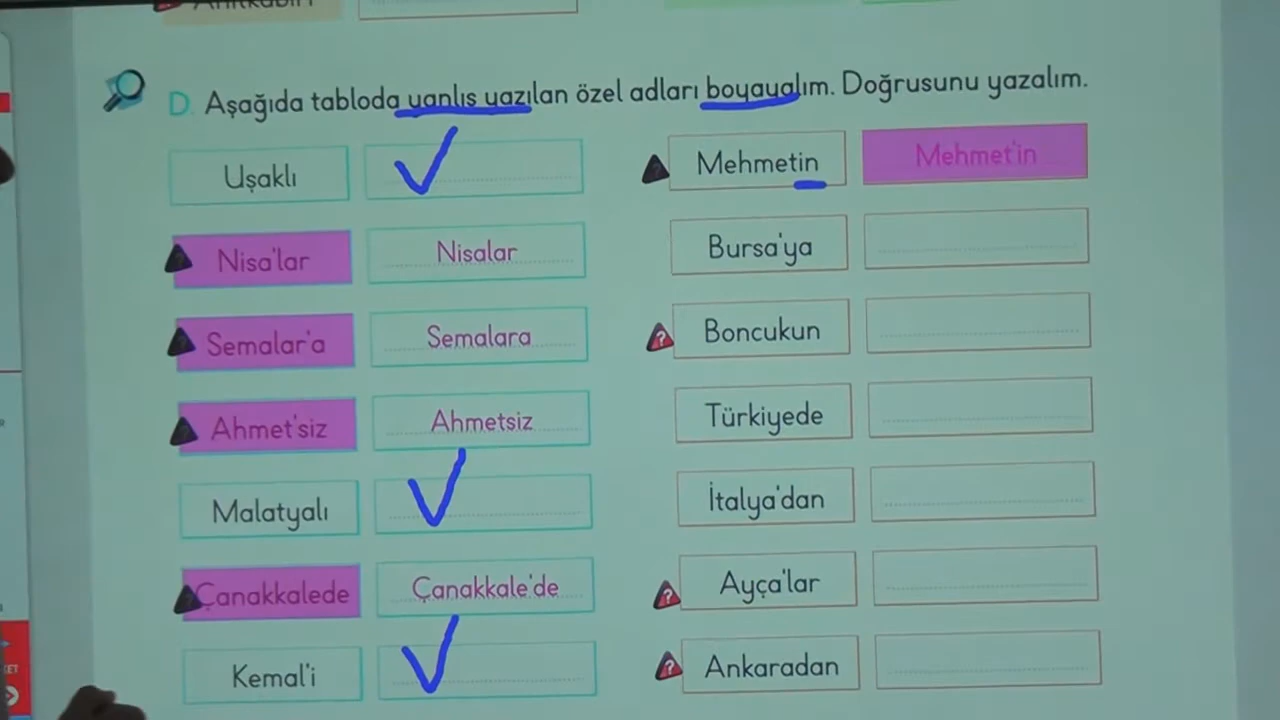 D. Aşağıda tabloda yanlış yazılan özel adları boyayalım. Doğrusunu yazalım.
Uşaklı
Nisa'lar Nisalar
Semalar'a Semalara
Ahmet'siz Ahmetsiz
Malatyalı
Çanakkalede Çanakkale'de
Kemal'i
Mehmetin Mehmet'in
Bursa'ya
? Boncukun
Türkiyede
İtalya'dan
? Ayça'lar
? Ankaradan